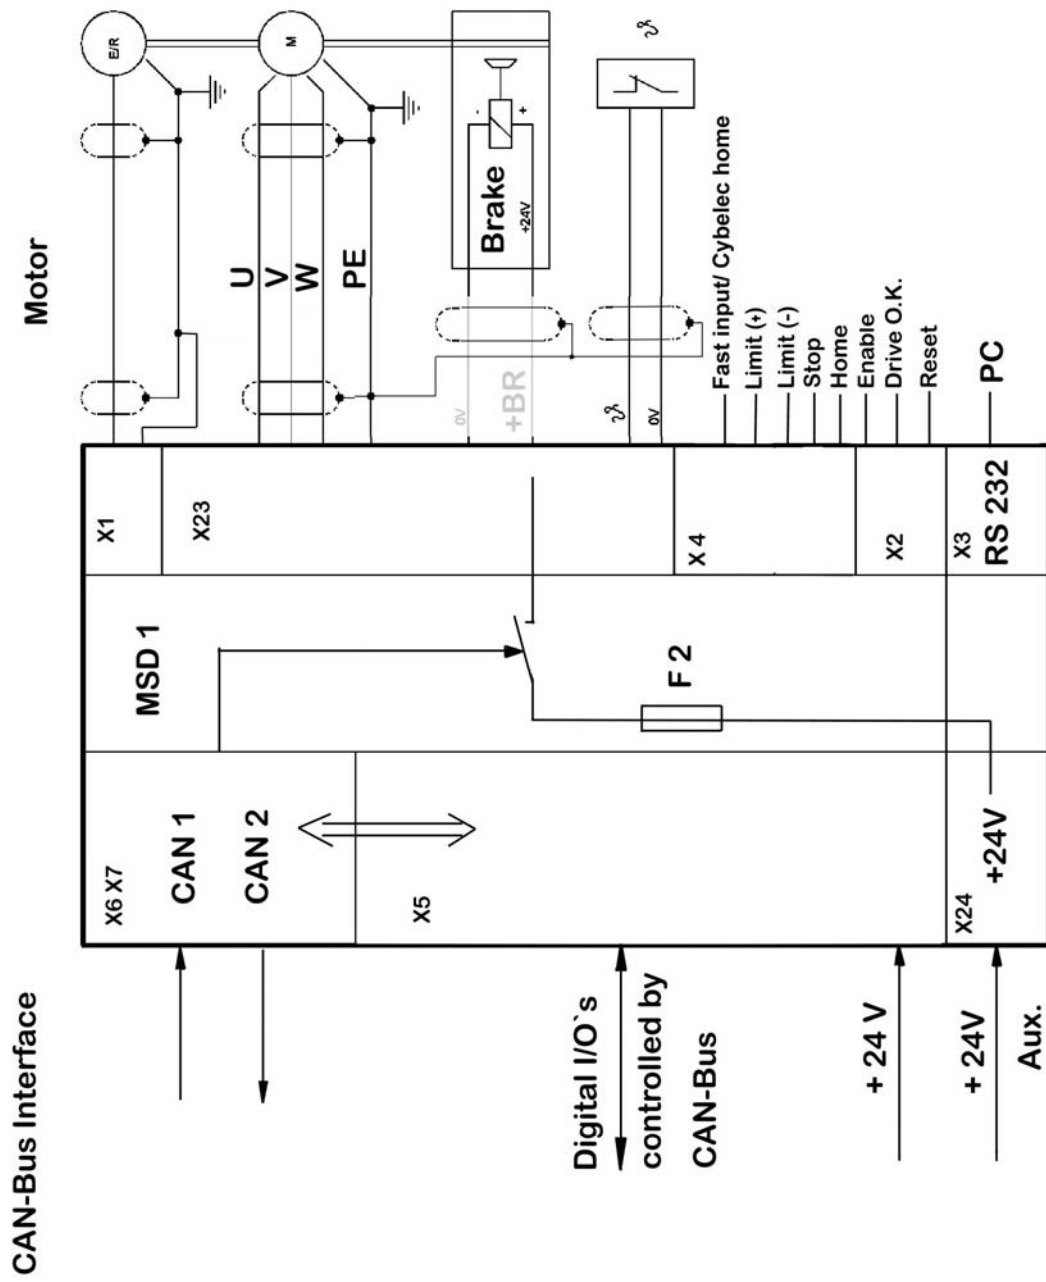 CAN-Bus Interface
Motor
E/R
M
U
V
W
PE
-
+
Brake
+24V
ϑ
0V
+BR
ϑ
0V
Fast input/ Cybelec home
Limit (+)
Limit (-)
Stop
Home
Enable
Drive O.K.
Reset
PC
X1
X23
X 4
X2
X3
RS 232
MSD 1
F 2
X6 X7
CAN 1
CAN 2
X5
X24
+24V
Digital I/O`s
controlled by
CAN-Bus
+ 24 V
+ 24V
Aux.